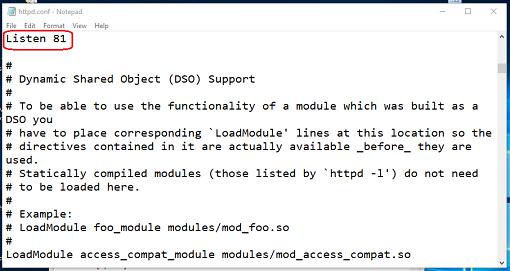 httpd.conf - Notepad
File Edit Format View Help
Listen 81
#
# Dynamic Shared Object (DSO) Support
#
# To be able to use the functionality of a module which was built as a
DSO you
# have to place corresponding `LoadModule' lines at this location so the
# directives contained in it are actually available _before_ they are
used.
# Statically compiled modules (those listed by `httpd -l') do not need
# to be loaded here.
#
# Example:
# LoadModule foo_module modules/mod_foo.so
#
LoadModule access_compat_module modules/mod_access_compat.so